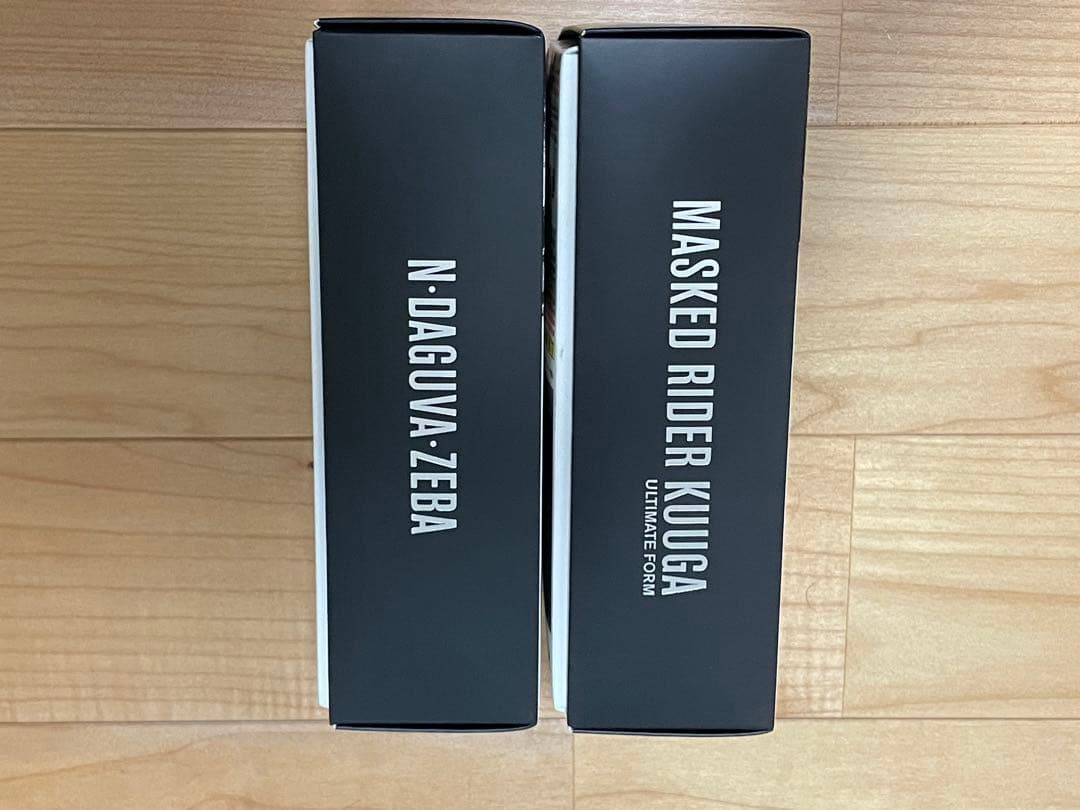 N·DAGUVA·ZEBA
MASKED RIDER KUUGA
ULTIMATE FORM